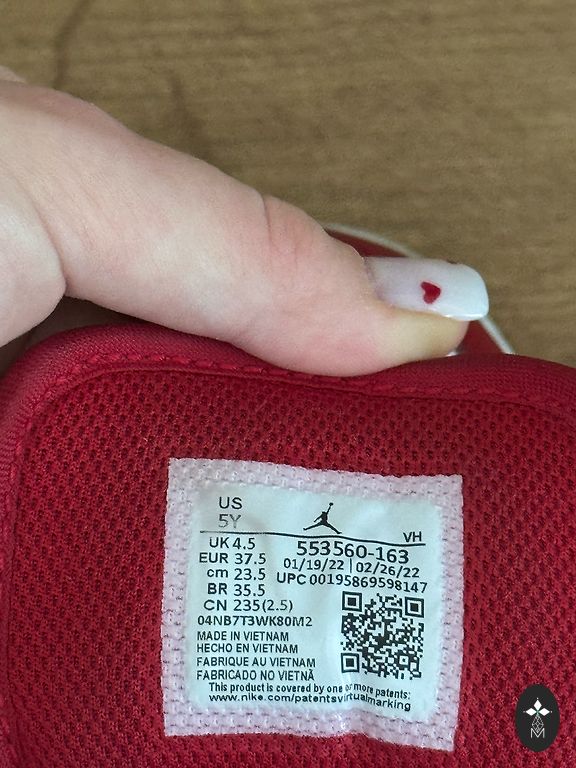 US
5Y
VH
UK 4.5
553560-163
EUR 37.5
01/19/22 | 02/26/22
cm 23.5
UPC 00195869598147
BR 35.5
CN 235(2.5)
04NB7T3WK80M2
MADE IN VIETNAM
HECHO EN VIETNAM
FABRIQUE AU VIETNAM
FABRICADO NO VIETNÃ
This product is covered by one or more patents:
www.nike.com/patentsvirtualmarking
M